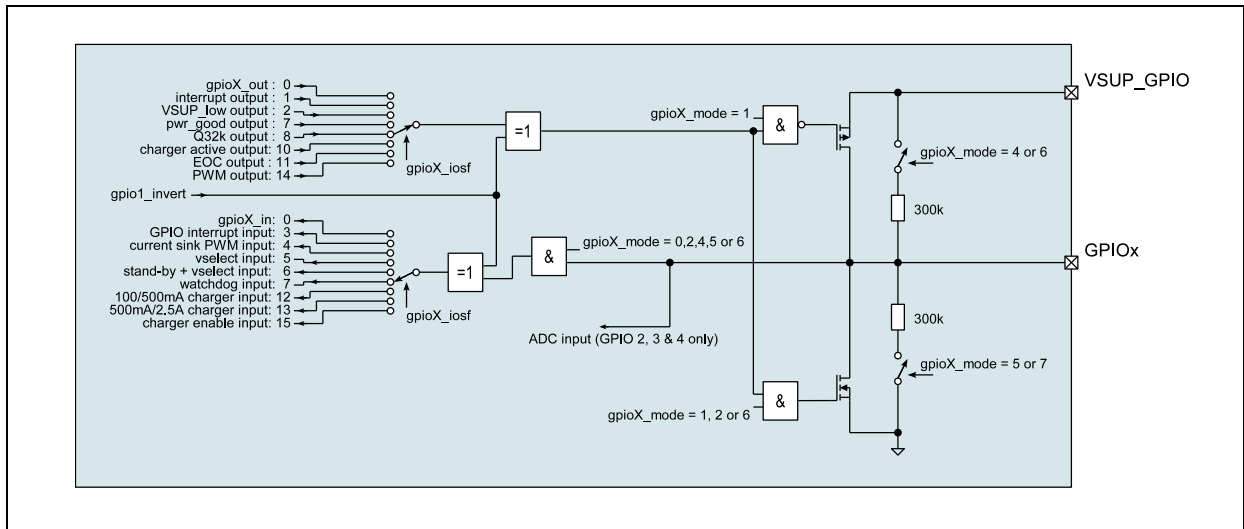 gpioX_out : 0
interrupt output : 1
VSUP_low output : 2
pwr_good output : 7
Q32k output : 8
charger active output: 10
EOC output : 11
PWM output : 14
gpioX_iosf
=1
gpio1_invert
gpioX_in: 0
GPIO interrupt input: 3
current sink PWM input: 4
vselect input: 5
stand-by + vselect input: 6
watchdog input: 7
100/500mA charger input: 12
500mA/2.5A charger input: 13
charger enable input: 15
gpioX_iosf
=1
&
gpioX_mode = 0,2,4,5 or 6
ADC input (GPIO 2, 3 & 4 only)
gpioX_mode = 1
&
gpioX_mode = 1, 2 or 6
&
VSUP_GPIO
gpioX_mode = 4 or 6
300k
GPIOx
300k
gpioX_mode = 5 or 7